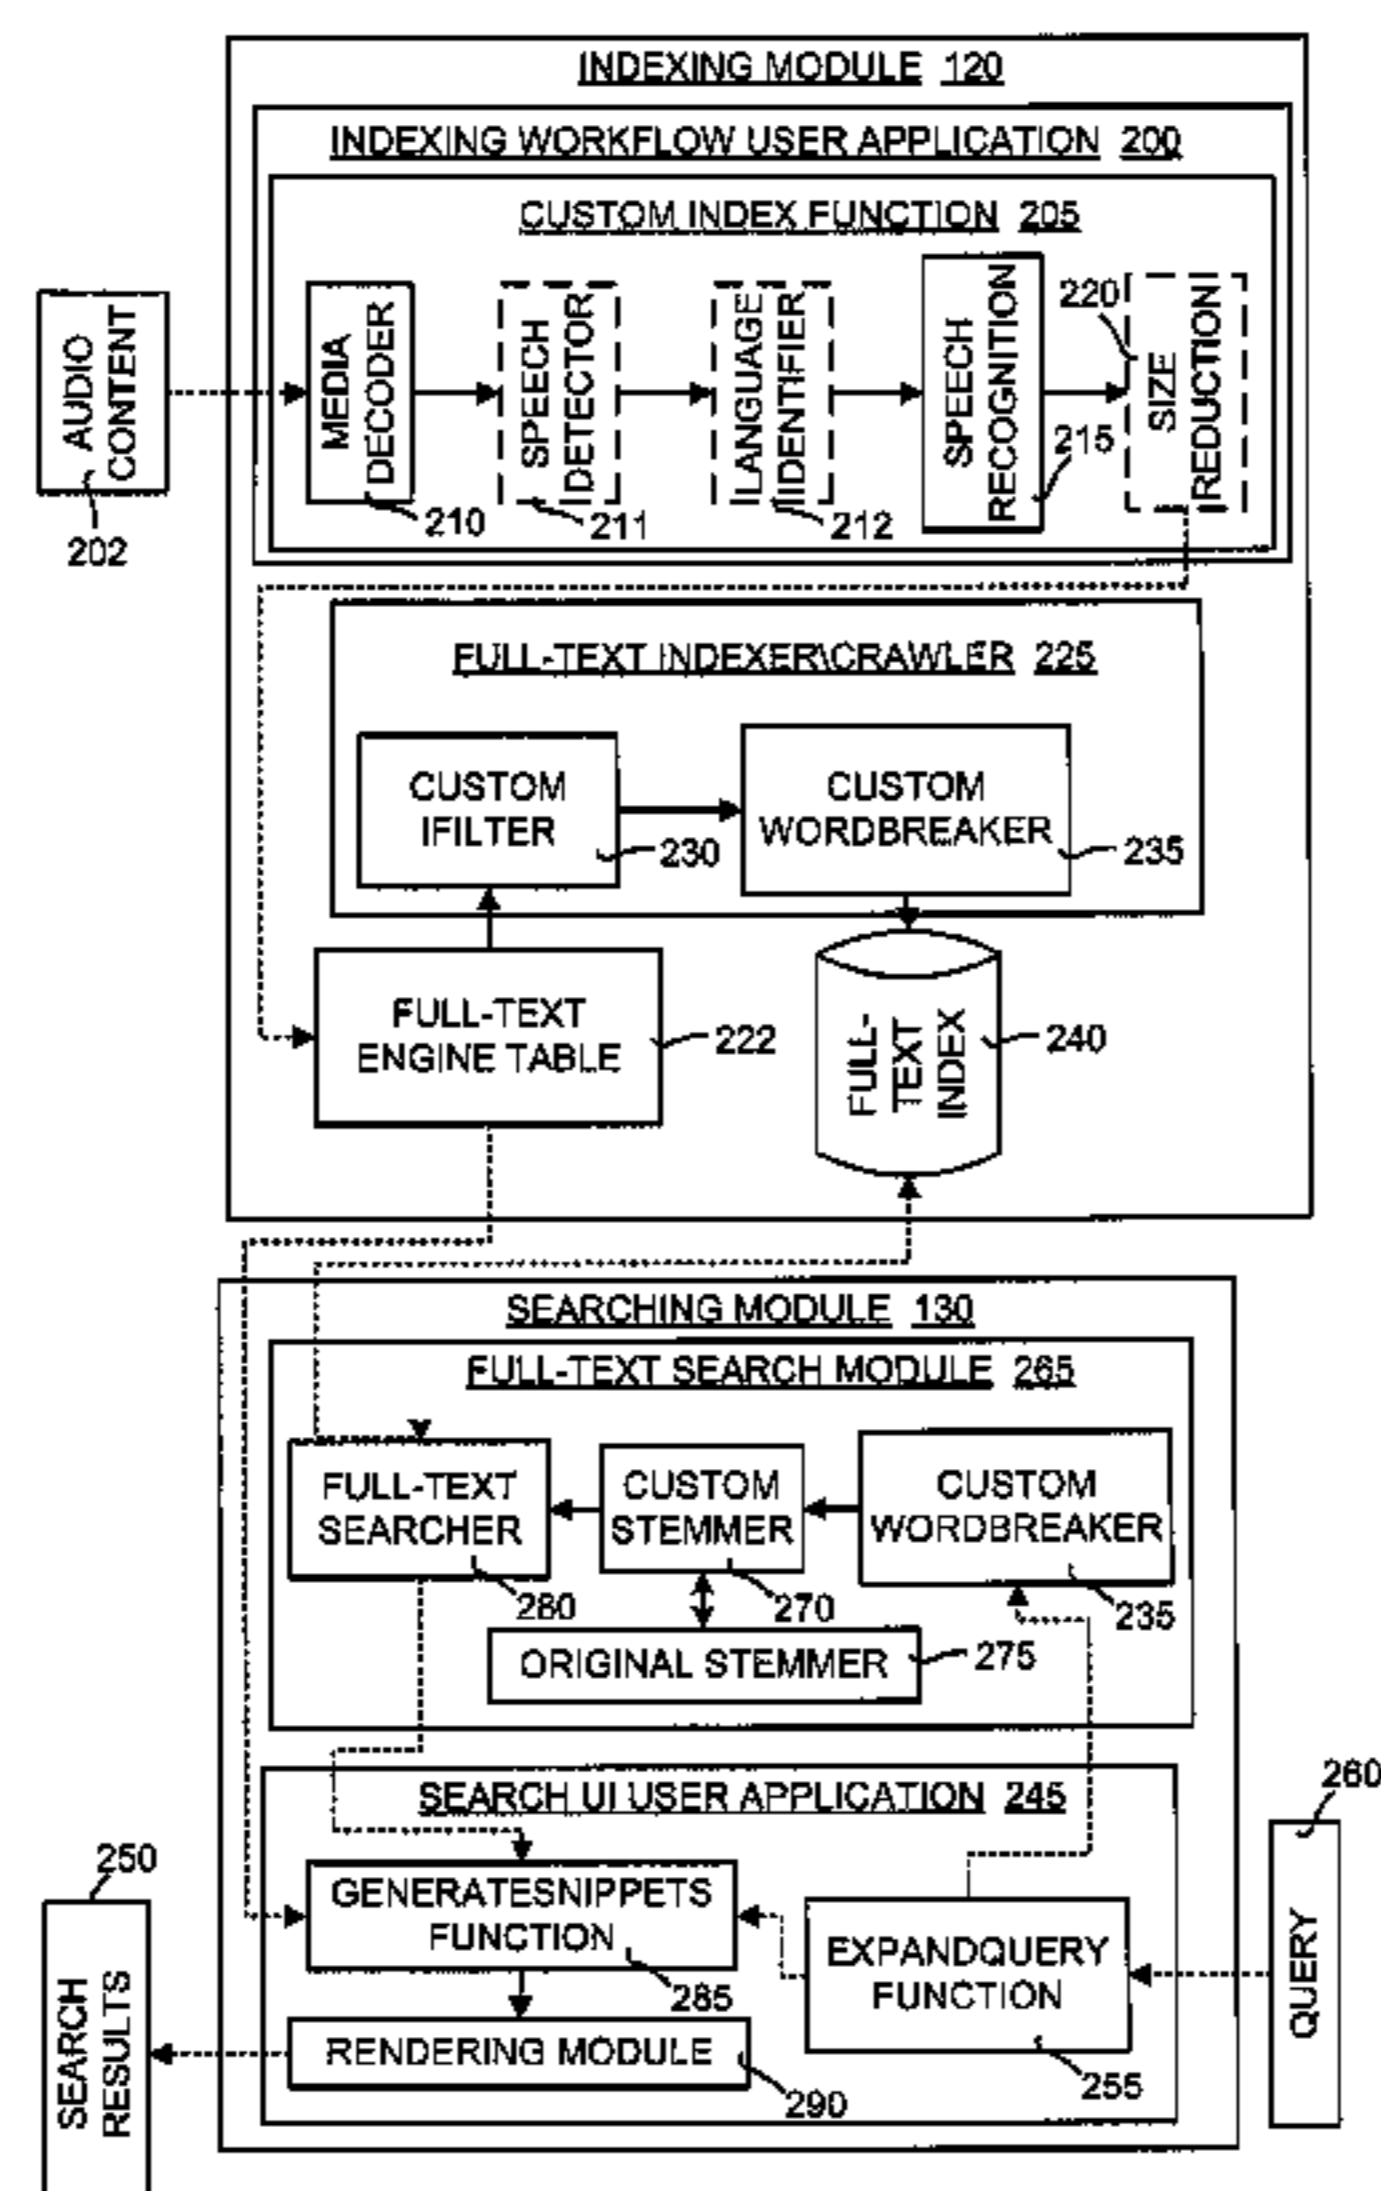 INDEXING MODULE 120
INDEXING WORKFLOW USER APPLICATION 200
CUSTOM INDEX FUNCTION 205
AUDIO
CONTENT
202
MEDIA
DECODER
210
SPEECH
DETECTOR
211
LANGUAGE
IDENTIFIER
212
SPEECH
RECOGNITION
215
220
SIZE
REDUCTION
FULL-TEXT INDEXER\CRAWLER 225
CUSTOM
IFILTER
230
CUSTOM
WORDBREAKER
235
FULL-TEXT
ENGINE TABLE
222
FULL-
TEXT
INDEX
240
SEARCHING MODULE 130
FULL-TEXT SEARCH MODULE 265
FULL-TEXT
SEARCHER
280
CUSTOM
STEMMER
270
CUSTOM
WORDBREAKER
235
ORIGINAL STEMMER
275
SEARCH UI USER APPLICATION 245
260
QUERY
250
SEARCH
RESULTS
GENERATESNIPPETS
FUNCTION
285
EXPANDQUERY
FUNCTION
255
RENDERING MODULE
290